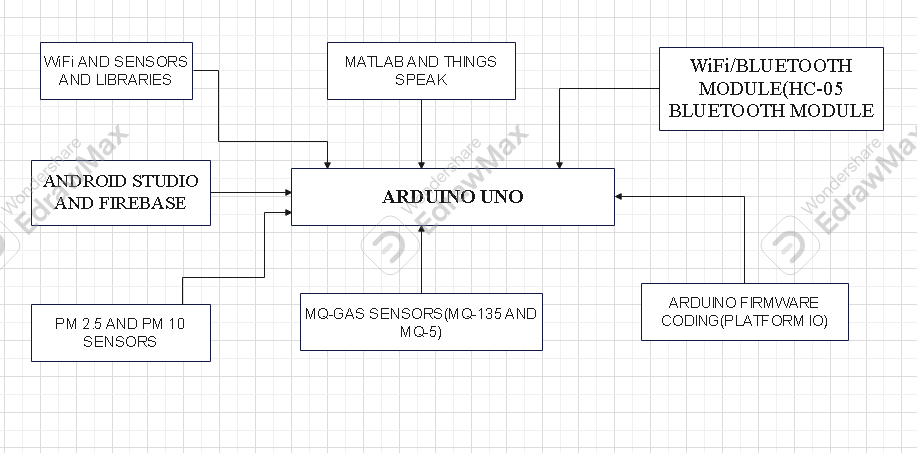 WiFi AND SENSORS
AND LIBRARIES
MATLAB AND THINGS
SPEAK
WiFi/BLUETOOTH
MODULE(HC-05
BLUETOOTH MODULE
ANDROID STUDIO
AND FIREBASE
ARDUINO UNO
PM 2.5 AND PM 10
SENSORS
MQ-GAS SENSORS(MQ-135 AND
MQ-5)
ARDUINO FIRMWARE
CODING(PLATFORM IO)
Wondershare
EdrawMax
Wondershare
EdrawMax
Wondershare
EdrawMax